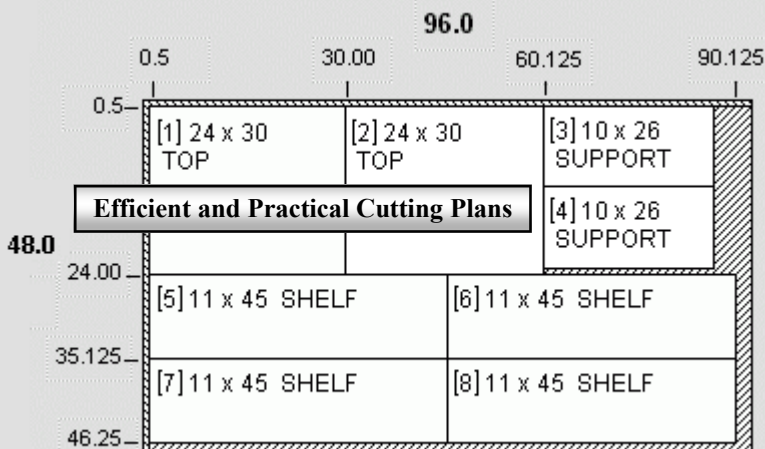 96.0
0.5 30.00 60.125 90.125
0.5
[1] 24 x 30
TOP
[2] 24 x 30
TOP
[3] 10 x 26
SUPPORT
Efficient and Practical Cutting Plans
[4] 10 x 26
SUPPORT
48.0
24.00
[5] 11 x 45 SHELF
[6] 11 x 45 SHELF
35.125
[7] 11 x 45 SHELF
[8] 11 x 45 SHELF
46.25